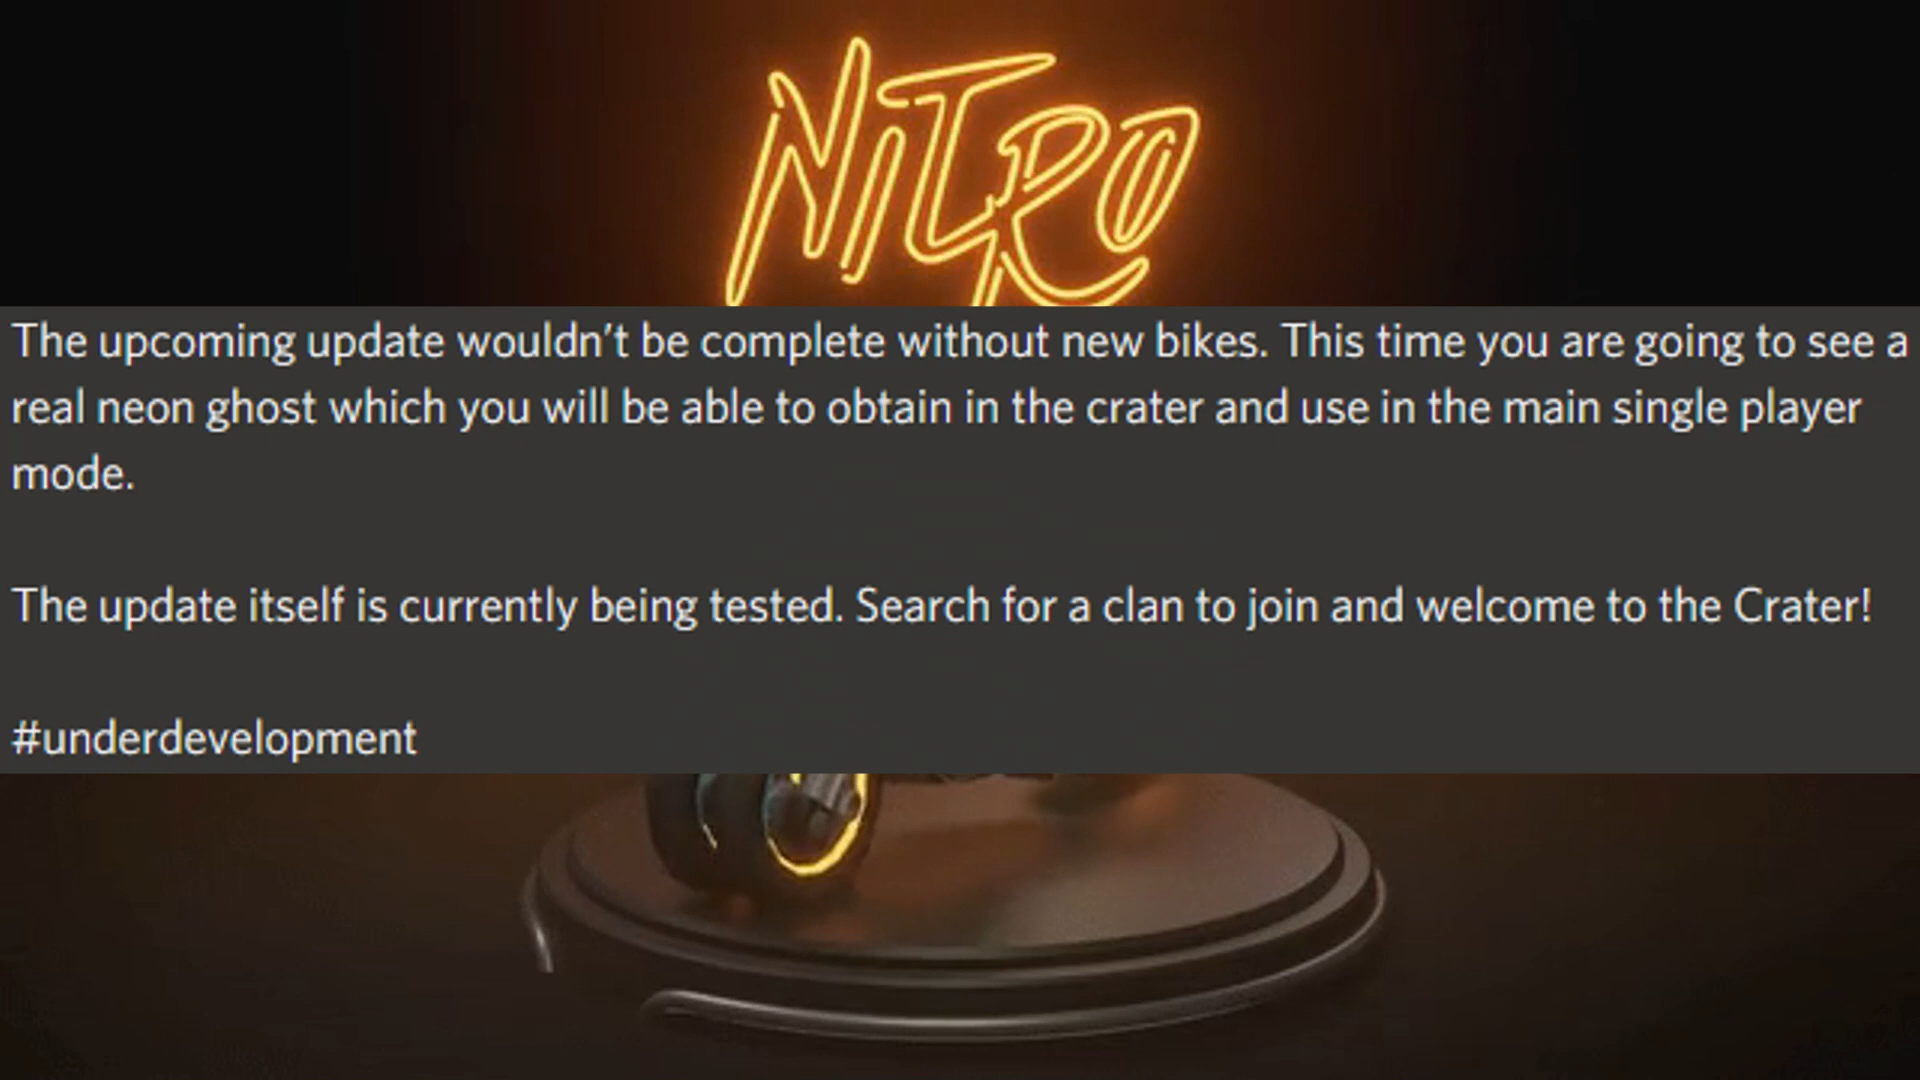 NiTRO
The upcoming update wouldn't be complete without new bikes. This time you are going to see a
real neon ghost which you will be able to obtain in the crater and use in the main single player
mode.
The update itself is currently being tested. Search for a clan to join and welcome to the Crater!
#underdevelopment